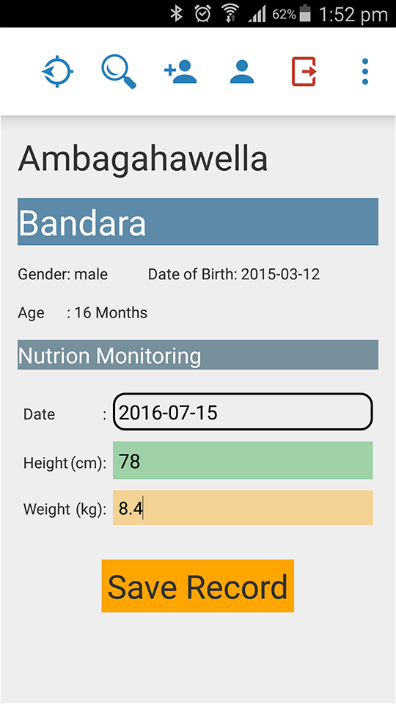 62% 1:52 pm
Ambagahawella
Bandara
Gender: male Date of Birth: 2015-03-12
Age : 16 Months
Nutrion Monitoring
Date : 2016-07-15
Height (cm): 78
Weight (kg): 8.4
Save Record